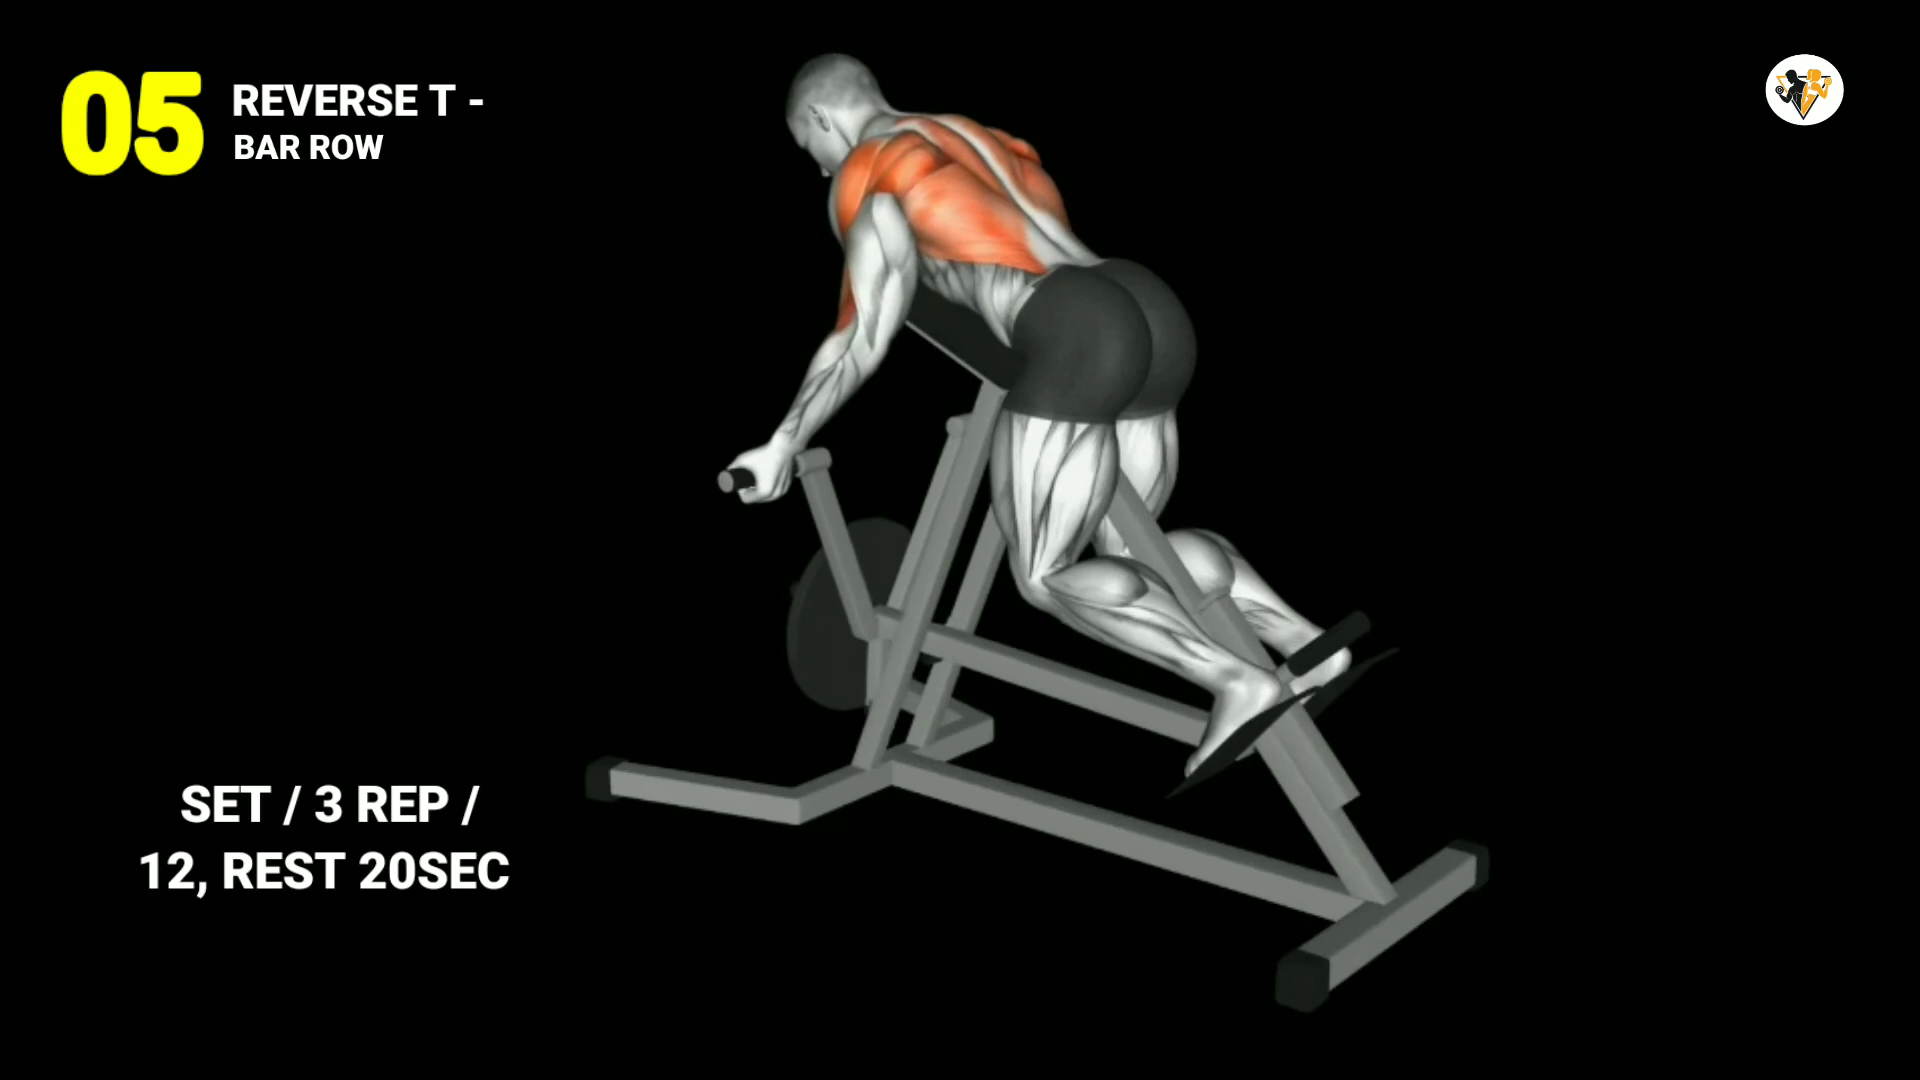 05
REVERSE T -
BAR ROW
SET / 3 REP /
12, REST 20SEC